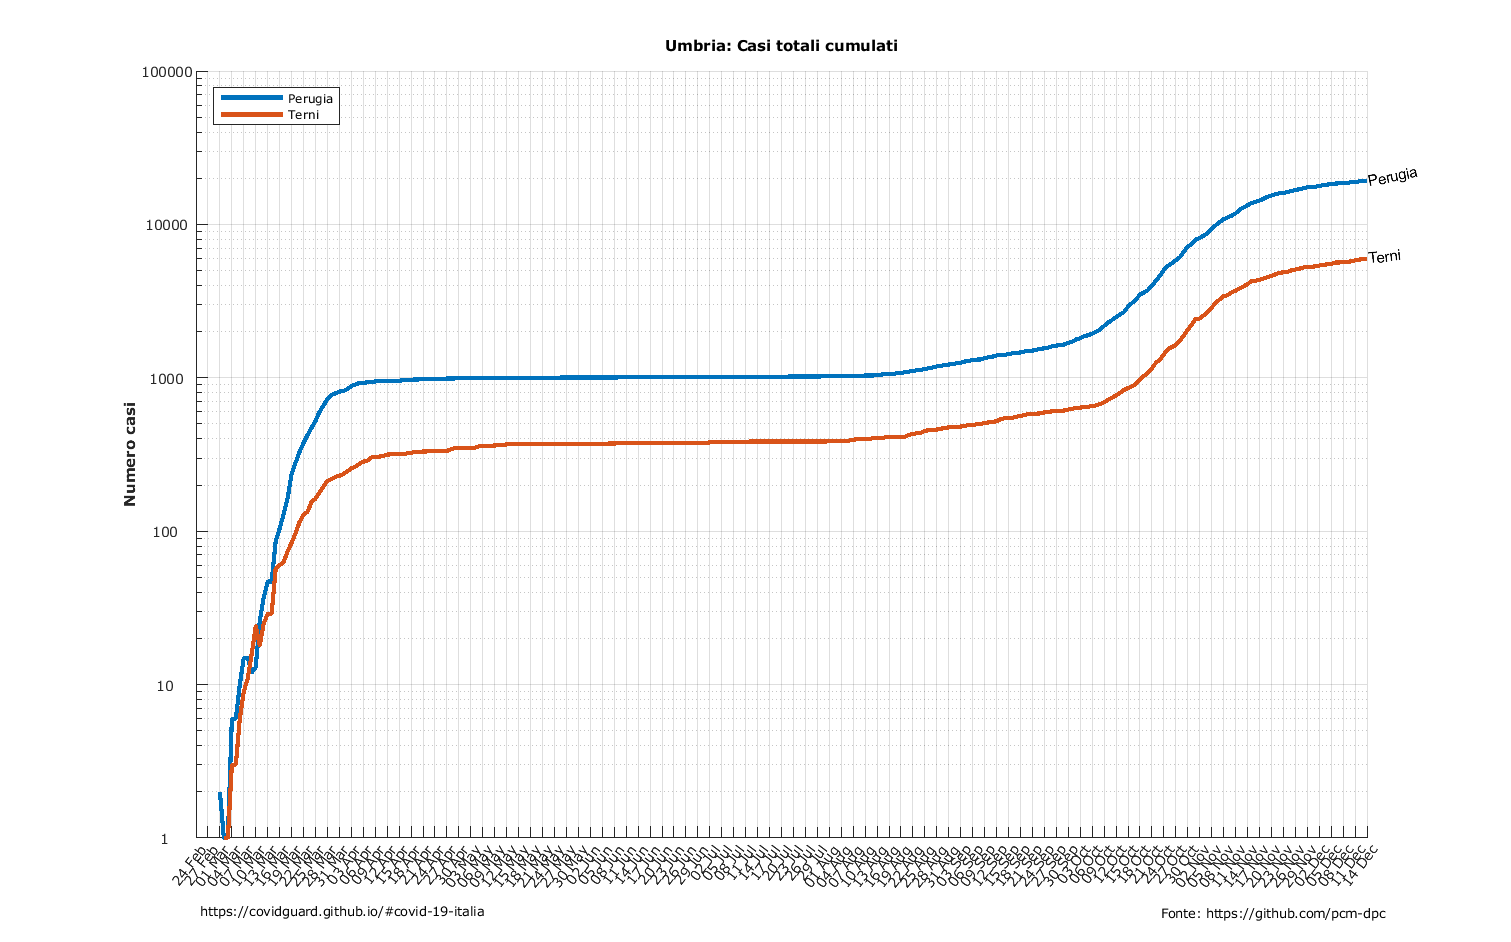 Umbria: Casi totali cumulati
100000
10000
1000
100
10
1
Numero casi
Perugia
Terni
Perugia
Terni
24 Feb
27 Feb
01 Mar
04 Mar
07 Mar
10 Mar
13 Mar
16 Mar
19 Mar
22 Mar
25 Mar
28 Mar
31 Mar
03 Apr
06 Apr
09 Apr
12 Apr
15 Apr
18 Apr
21 Apr
24 Apr
27 Apr
30 Apr
03 May
06 May
09 May
12 May
15 May
18 May
21 May
24 May
27 May
30 May
02 Jun
05 Jun
08 Jun
11 Jun
14 Jun
17 Jun
20 Jun
23 Jun
26 Jun
29 Jun
02 Jul
05 Jul
08 Jul
11 Jul
14 Jul
17 Jul
20 Jul
23 Jul
26 Jul
29 Jul
01 Aug
04 Aug
07 Aug
10 Aug
13 Aug
16 Aug
19 Aug
22 Aug
25 Aug
28 Aug
31 Aug
03 Sep
06 Sep
09 Sep
12 Sep
15 Sep
18 Sep
21 Sep
24 Sep
27 Sep
30 Sep
03 Oct
06 Oct
09 Oct
12 Oct
15 Oct
18 Oct
21 Oct
24 Oct
27 Oct
30 Oct
02 Nov
05 Nov
08 Nov
11 Nov
14 Nov
17 Nov
20 Nov
23 Nov
26 Nov
29 Nov
02 Dec
05 Dec
08 Dec
11 Dec
14 Dec
https://covidguard.github.io/#covid-19-italia
Fonte: https://github.com/pcm-dpc